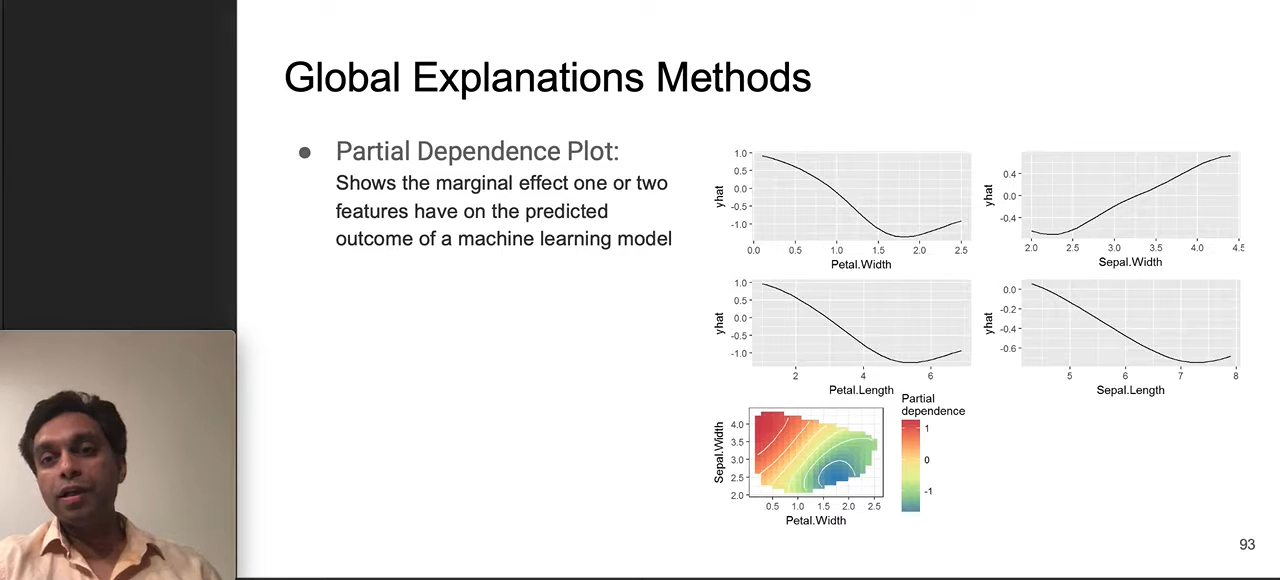 Global Explanations Methods
● Partial Dependence Plot:
Shows the marginal effect one or two
features have on the predicted
outcome of a machine learning model
1.0
0.5
0.0
-0.5
-1.0
yhat
0.0 0.5 1.0 1.5 2.0 2.5
Petal.Width
0.4
0.0
-0.4
yhat
2.0 2.5 3.0 3.5 4.0 4.5
Sepal.Width
1.0
0.5
0.0
-0.5
-1.0
yhat
2 4 6
Petal.Length
0.0
-0.2
-0.4
-0.6
yhat
5 6 7 8
Sepal.Length
4.0
3.5
3.0
2.5
2.0
Sepal.Width
0.5 1.0 1.5 2.0 2.5
Petal.Width
Partial
dependence
1
0
-1
93